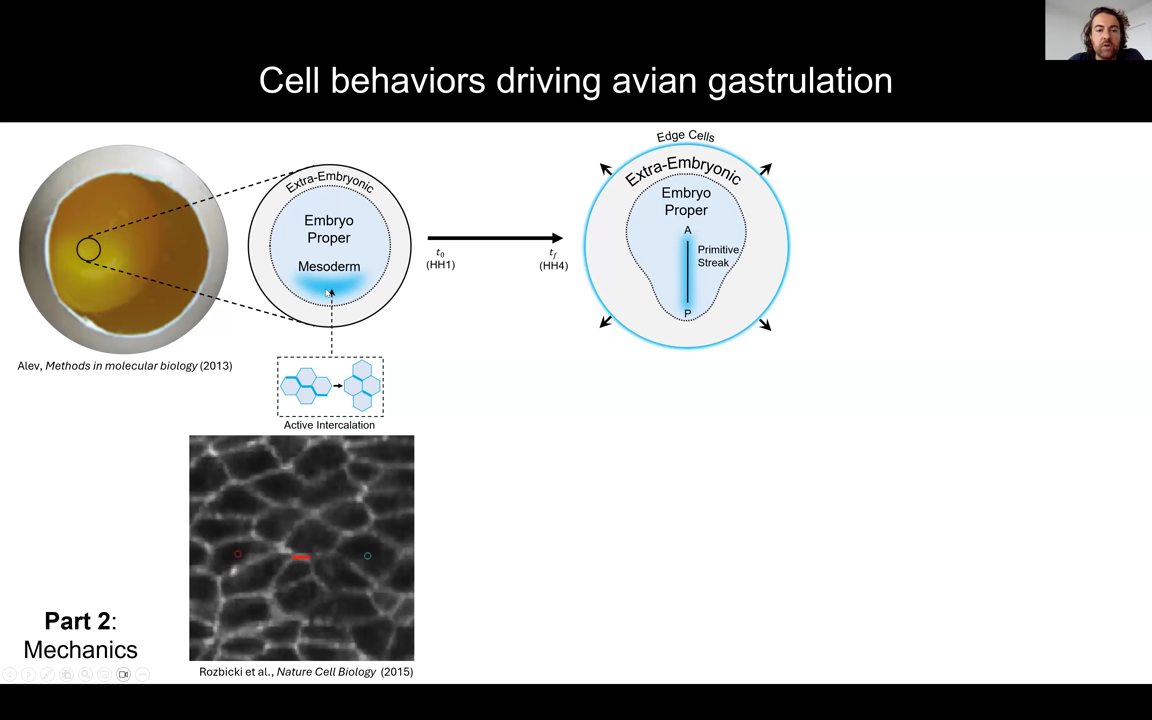 Cell behaviors driving avian gastrulation
Edge Cells
Extra-Embryonic
Extra-Embryonic
Embryo
Proper
Mesoderm
t0
(HH1)
tf
(HH4)
Embryo
Proper
A
Primitive
Streak
P
Alev, Methods in molecular biology (2013)
Active Intercalation
Rozbicki et al., Nature Cell Biology (2015)
Part 2:
Mechanics